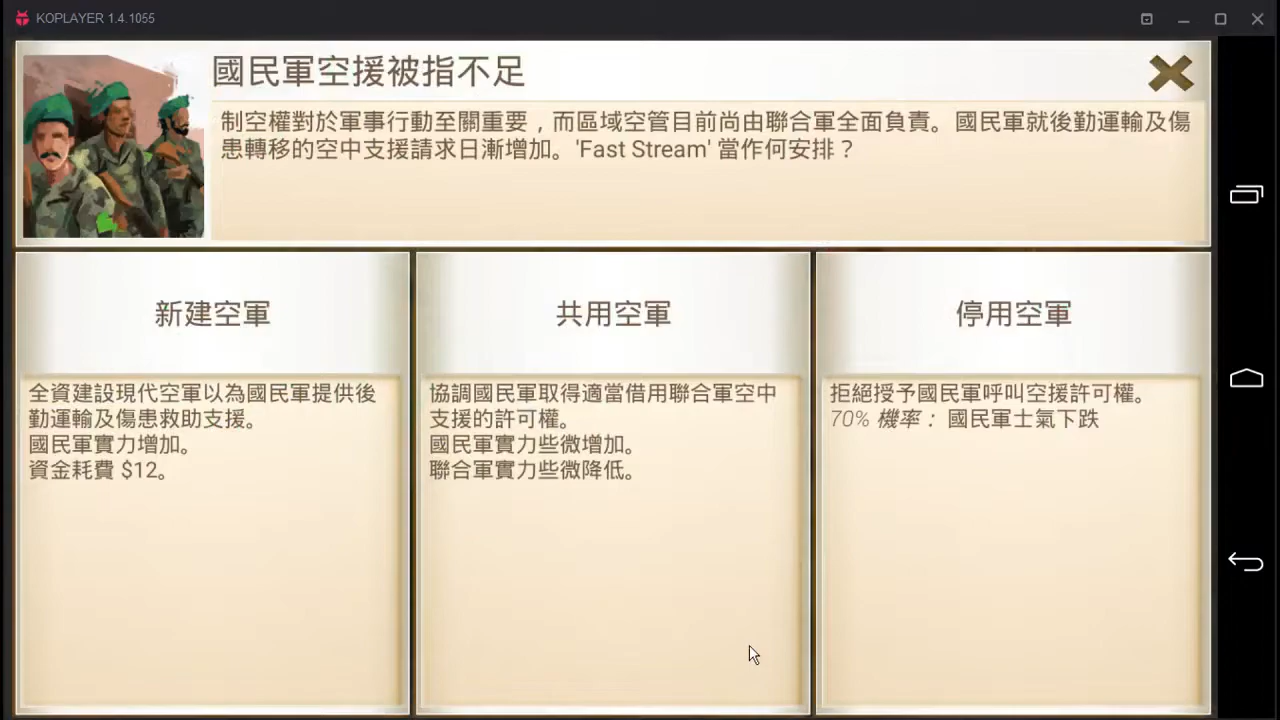 KOPLAYER 1.4.1055
國民軍空援被指不足
制空權對於軍事行動至關重要，而區域空管目前尚由聯合軍全面負責。國民軍就後勤運輸及傷
患轉移的空中支援請求日漸增加。'Fast Stream' 當作何安排？
新建空軍
全資建設現代空軍以為國民軍提供後
勤運輸及傷患救助支援。
國民軍實力增加。
資金耗費 $12。
共用空軍
協調國民軍取得適當借用聯合軍空中
支援的許可權。
國民軍實力些微增加。
聯合軍實力些微降低。
停用空軍
拒絕授予國民軍呼叫空援許可權。
70% 機率： 國民軍士氣下跌